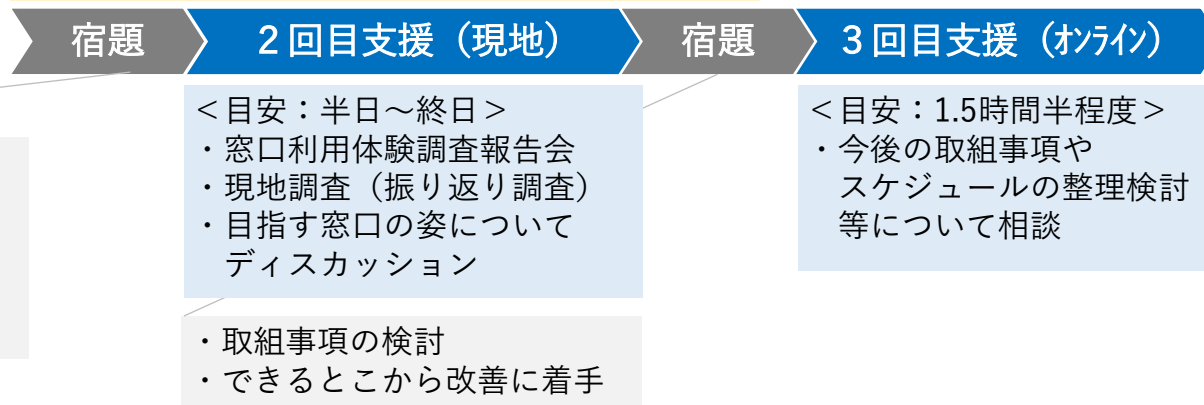 宿題
２回目支援（現地）
宿題
３回目支援（ｵﾝﾗｲﾝ）
＜目安：半日～終日＞
・窓口利用体験調査報告会
・現地調査（振り返り調査）
・目指す窓口の姿について
ディスカッション
＜目安：1.5時間半程度＞
・今後の取組事項や
スケジュールの整理検討
等について相談
・取組事項の検討
・できるとこから改善に着手